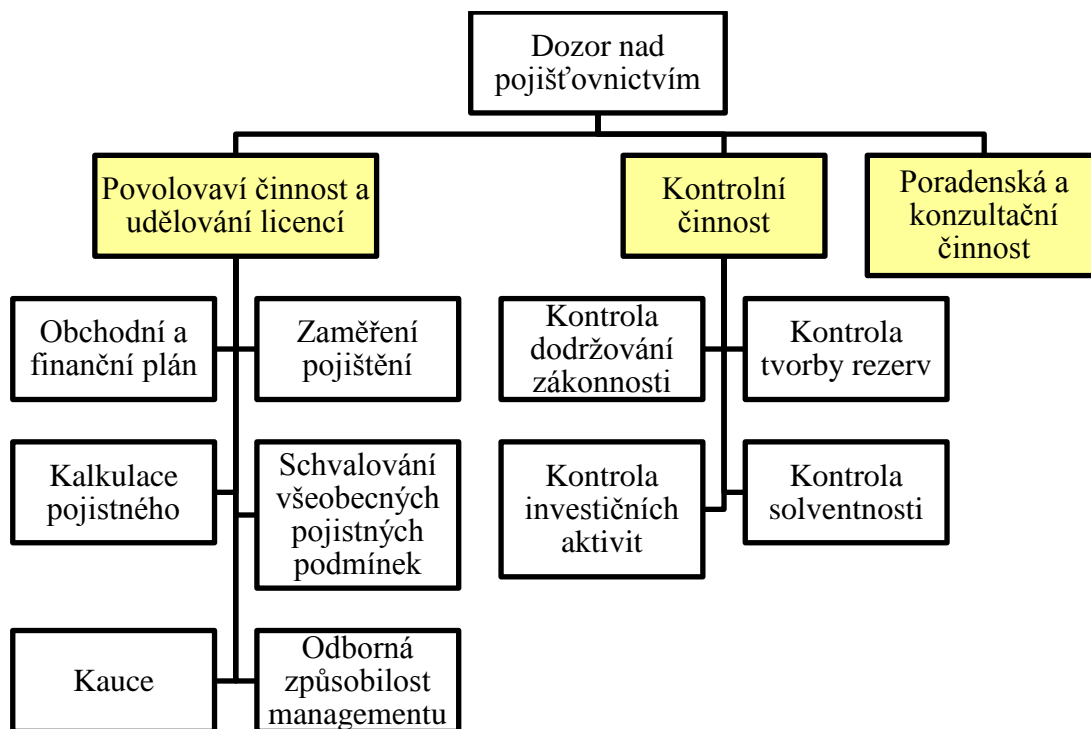 Dozor nad
pojišťovnictvím
Povolovaví činnost a
udělování licencí
Kontrolní
činnost
Poradenská a
konzultační
činnost
Obchodní a
finanční plán
Zaměření
pojištění
Kontrola
dodržování
zákonnosti
Kontrola
tvorby rezerv
Kalkulace
pojistného
Schvalování
všeobecných
pojistných
podmínek
Kontrola
investičních
aktivit
Kontrola
solventnosti
Kauce
Odborná
způsobilost
managementu